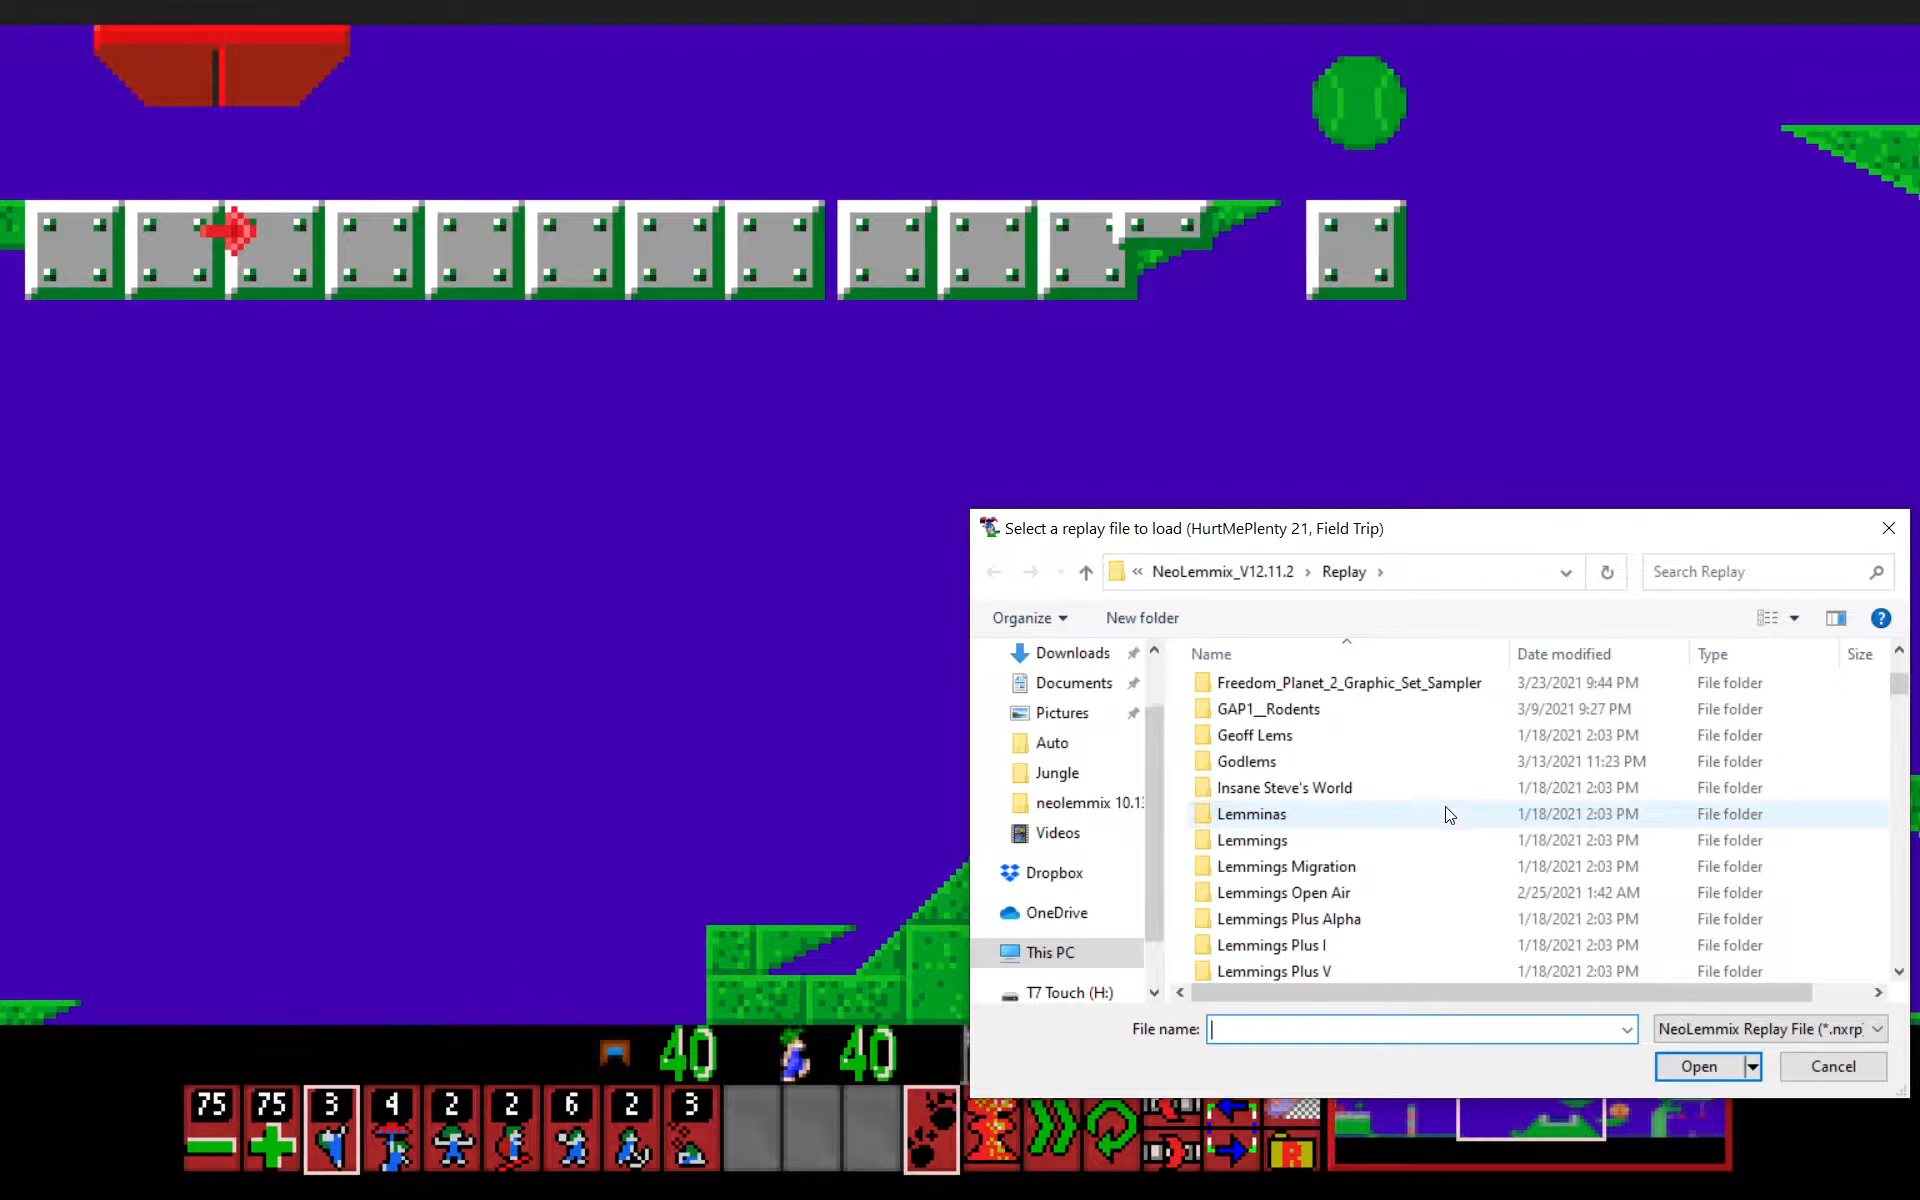 Select a replay file to load (HurtMePlenty 21, Field Trip)
« NeoLemmix_V12.11.2 › Replay ›
Search Replay
Organize
New folder
Downloads
Documents
Pictures
Auto
Jungle
neolemmix 10.1
Videos
Dropbox
OneDrive
This PC
T7 Touch (H:)
Name Date modified Type Size
Freedom_Planet_2_Graphic_Set_Sampler 3/23/2021 9:44 PM File folder
GAP1__Rodents 3/9/2021 9:27 PM File folder
Geoff Lems 1/18/2021 2:03 PM File folder
Godlems 3/13/2021 11:23 PM File folder
Insane Steve's World 1/18/2021 2:03 PM File folder
Lemminas 1/18/2021 2:03 PM File folder
Lemmings 1/18/2021 2:03 PM File folder
Lemmings Migration 1/18/2021 2:03 PM File folder
Lemmings Open Air 2/25/2021 1:42 AM File folder
Lemmings Plus Alpha 1/18/2021 2:03 PM File folder
Lemmings Plus I 1/18/2021 2:03 PM File folder
Lemmings Plus V 1/18/2021 2:03 PM File folder
File name:
NeoLemmix Replay File (*.nxrp
Open
Cancel
40 40
75 75 3 4 2 2 6 2 3
R